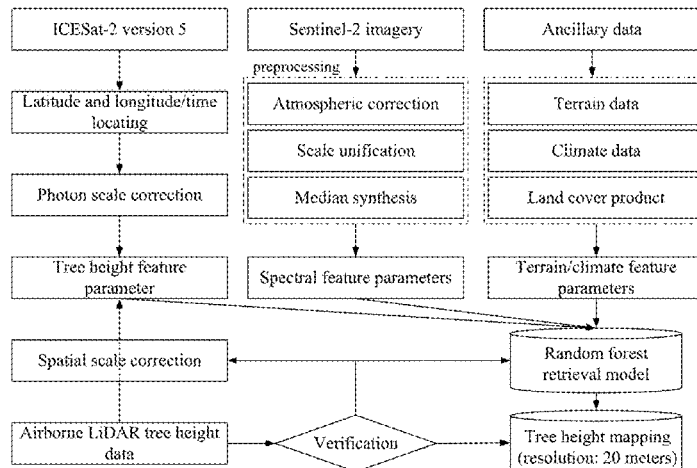 ICESat-2 version 5
Sentinel-2 imagery
Ancillary data
preprocessing
Latitude and longitude/time
locating
Atmospheric correction
Terrain data
Scale unification
Climate data
Photon scale correction
Median synthesis
Land cover product
Tree height feature
parameter
Spectral feature parameters
Terrain/climate feature
parameters
Spatial scale correction
Random forest
retrieval model
Airborne LiDAR tree height
data
Verification
Tree height mapping
(resolution: 20 meters)